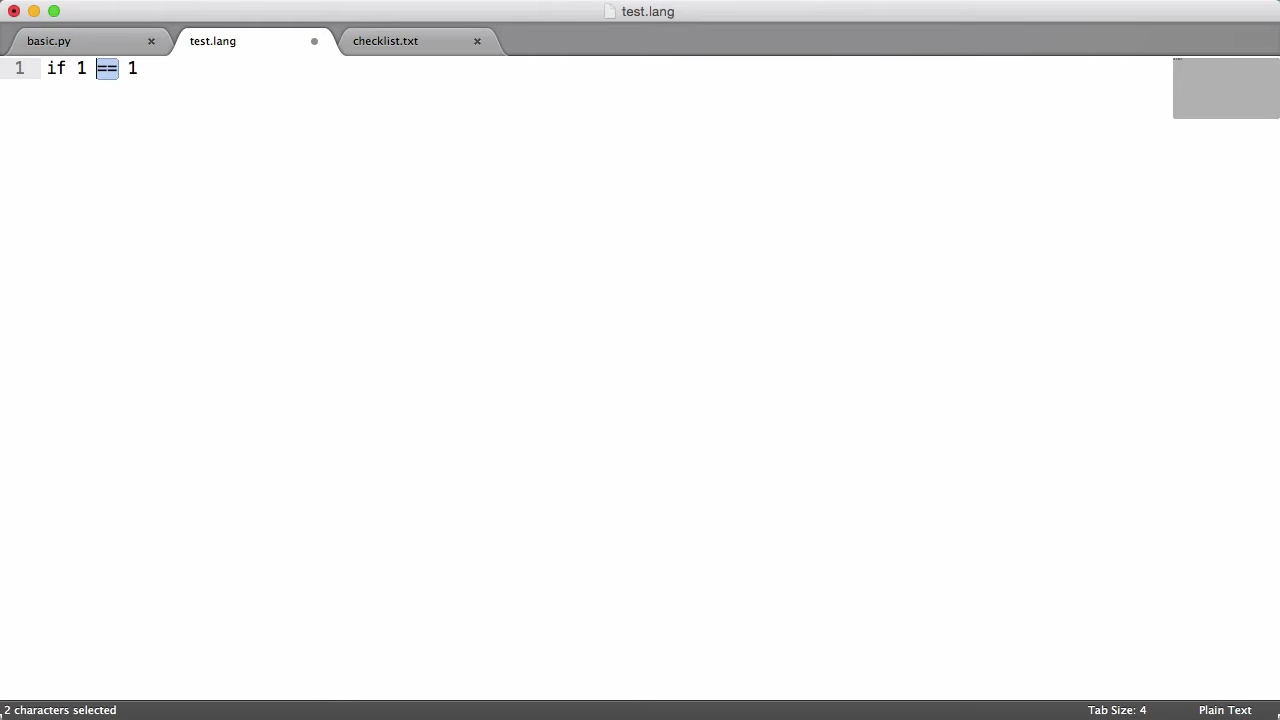 test.lang
basic.py × test.lang checklist.txt ×
1 if 1 == 1
2 characters selected Tab Size: 4 Plain Text